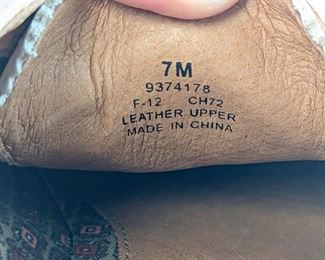 7M
9374178
F-12 CH72
LEATHER UPPER
MADE IN CHINA